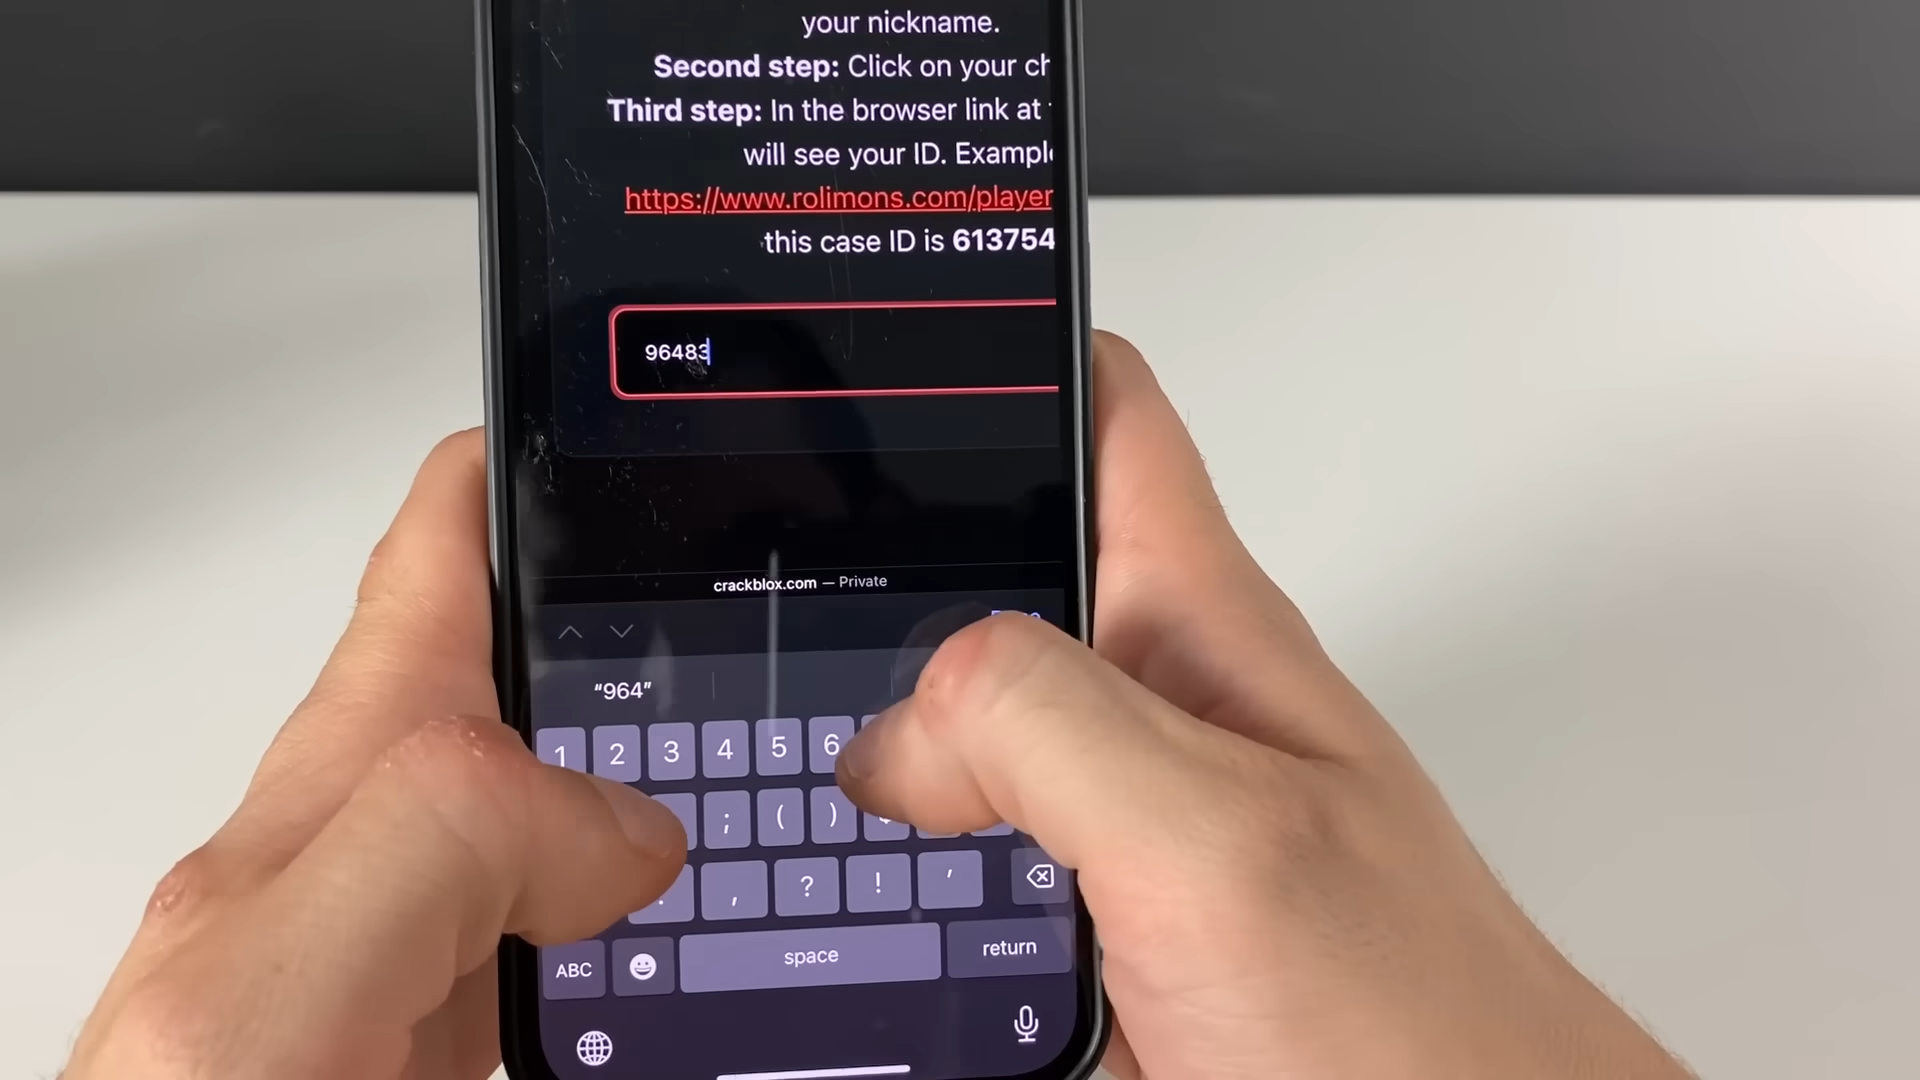 your nickname.
Second step: Click on your ch
Third step: In the browser link at
will see your ID. Example
https://www.rolimons.com/player
this case ID is 613754
96483
crackblox.com — Private
“964”
1 2 3 4 5 6
; ( )
. , ? ! ’
ABC space return